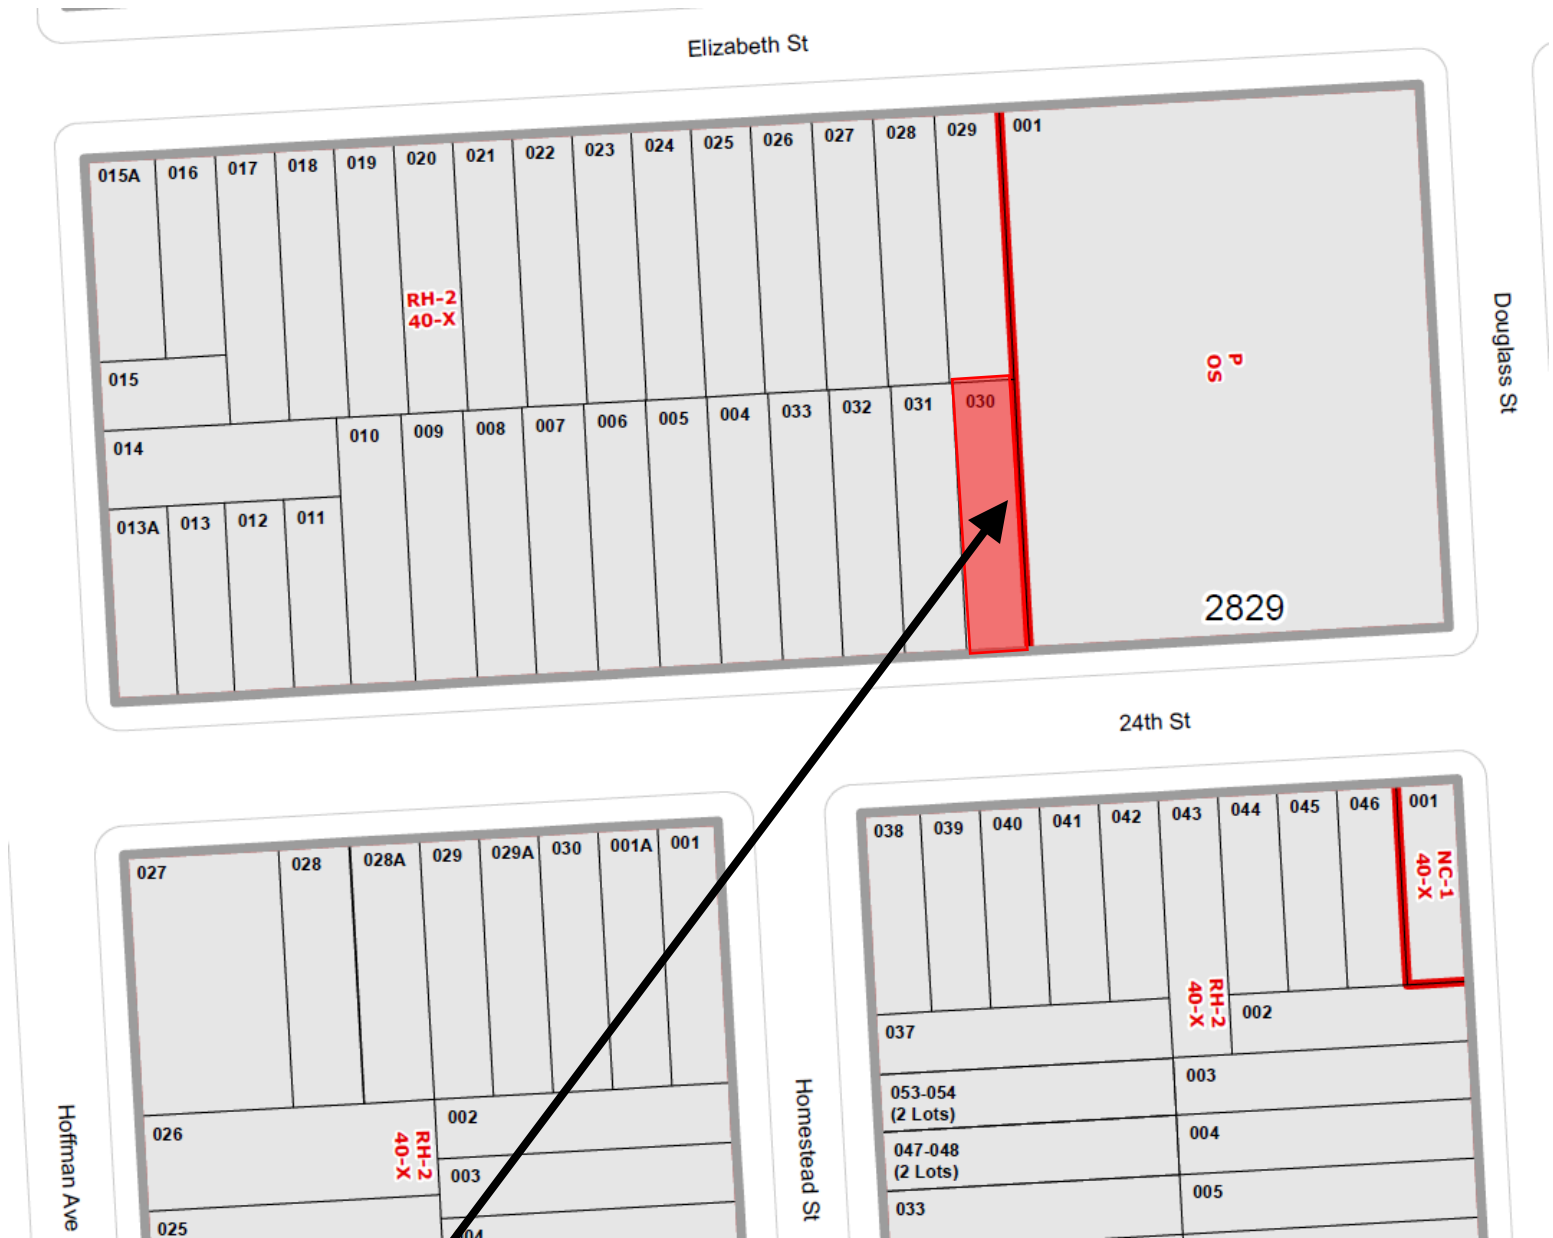 Elizabeth St
015A 016 017 018 019 020 021 022 023 024 025 026 027 028 029 001
RH-2
40-X
P
OS
Douglass St
015
014
010 009 008 007 006 005 004 033 032 031 030
013A 013 012 011
2829
24th St
027 028 028A 029 029A 030 001A 001
002
026
RH-2
40-X
003
025
04
Hoffman Ave
Homestead St
038 039 040 041 042 043 044 045 046 001
NC-1
40-X
RH-2
40-X
002
037
003
053-054
(2 Lots)
004
047-048
(2 Lots)
005
033